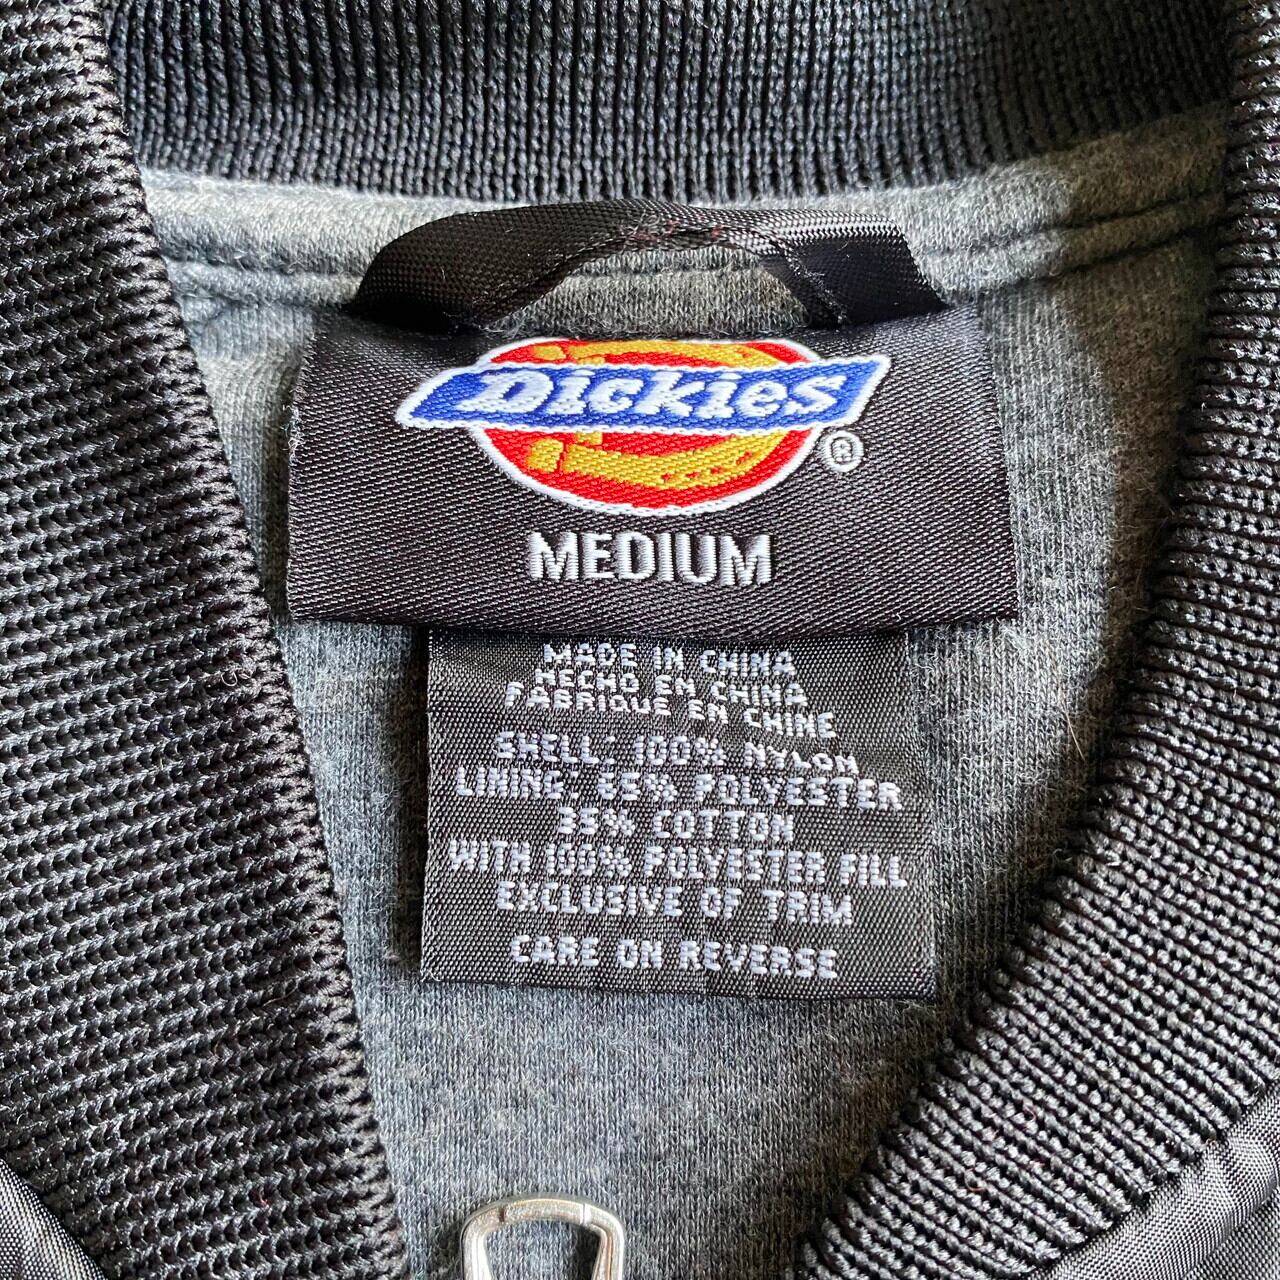 Dickies®
MEDIUM
MADE IN CHINA
HECHO EN CHINA
FABRIQUE EN CHINE
SHELL: 100% NYLON
LINING, 65% POLYESTER
35% COTTON
WITH 100% POLYESTER FILL
EXCLUSIVE OF TRIM
CARE ON REVERSE